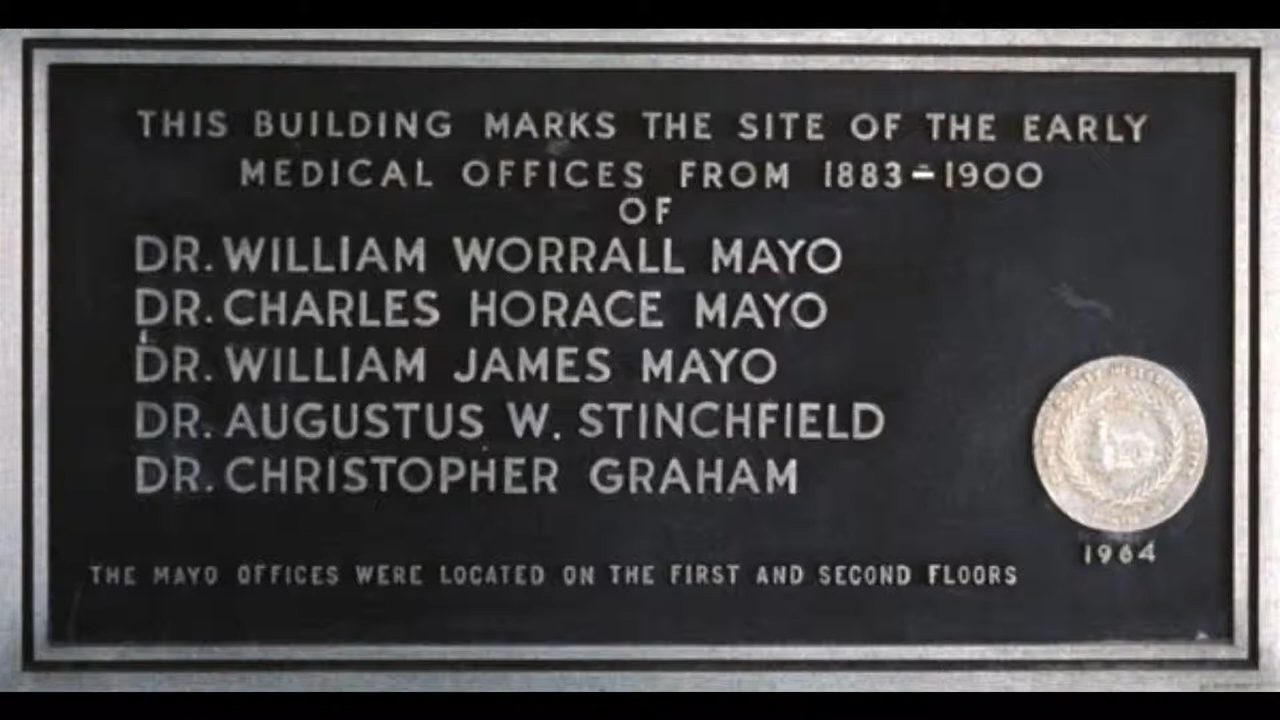 THIS BUILDING MARKS THE SITE OF THE EARLY
MEDICAL OFFICES FROM 1883-1900
OF
DR. WILLIAM WORRALL MAYO
DR. CHARLES HORACE MAYO
DR. WILLIAM JAMES MAYO
DR. AUGUSTUS W. STINCHFIELD
DR. CHRISTOPHER GRAHAM
1964
THE MAYO OFFICES WERE LOCATED ON THE FIRST AND SECOND FLOORS